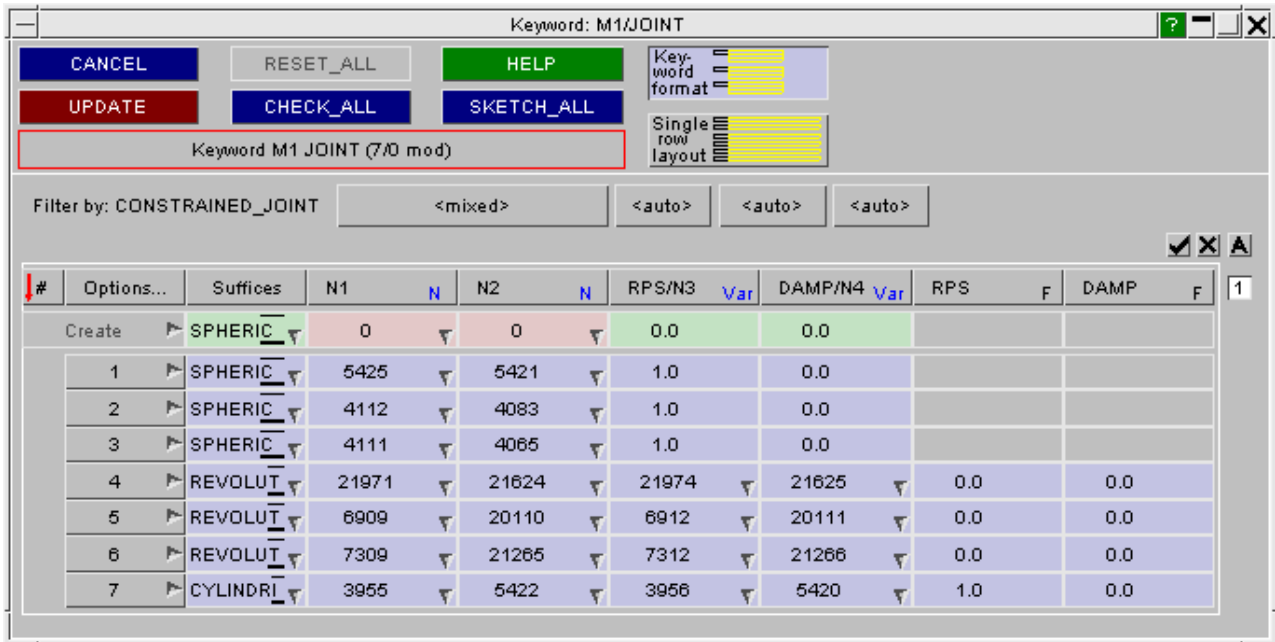 Keyword: M1/JOINT ?
CANCEL RESET_ALL HELP
Key-
word
format
UPDATE CHECK_ALL SKETCH_ALL
Single
row
layout
Keyword M1 JOINT (7/0 mod)
Filter by: CONSTRAINED_JOINT <mixed> <auto> <auto> <auto>
A
# Options... Suffices N1 N N2 N RPS/N3 Var DAMP/N4 Var RPS F DAMP F 1
Create SPHERIC 0 0 0.0 0.0
1 SPHERIC 5425 5421 1.0 0.0
2 SPHERIC 4112 4083 1.0 0.0
3 SPHERIC 4111 4065 1.0 0.0
4 REVOLUT 21971 21624 21974 21625 0.0 0.0
5 REVOLUT 6909 20110 6912 20111 0.0 0.0
6 REVOLUT 7309 21265 7312 21266 0.0 0.0
7 CYLINDRI 3955 5422 3956 5420 1.0 0.0